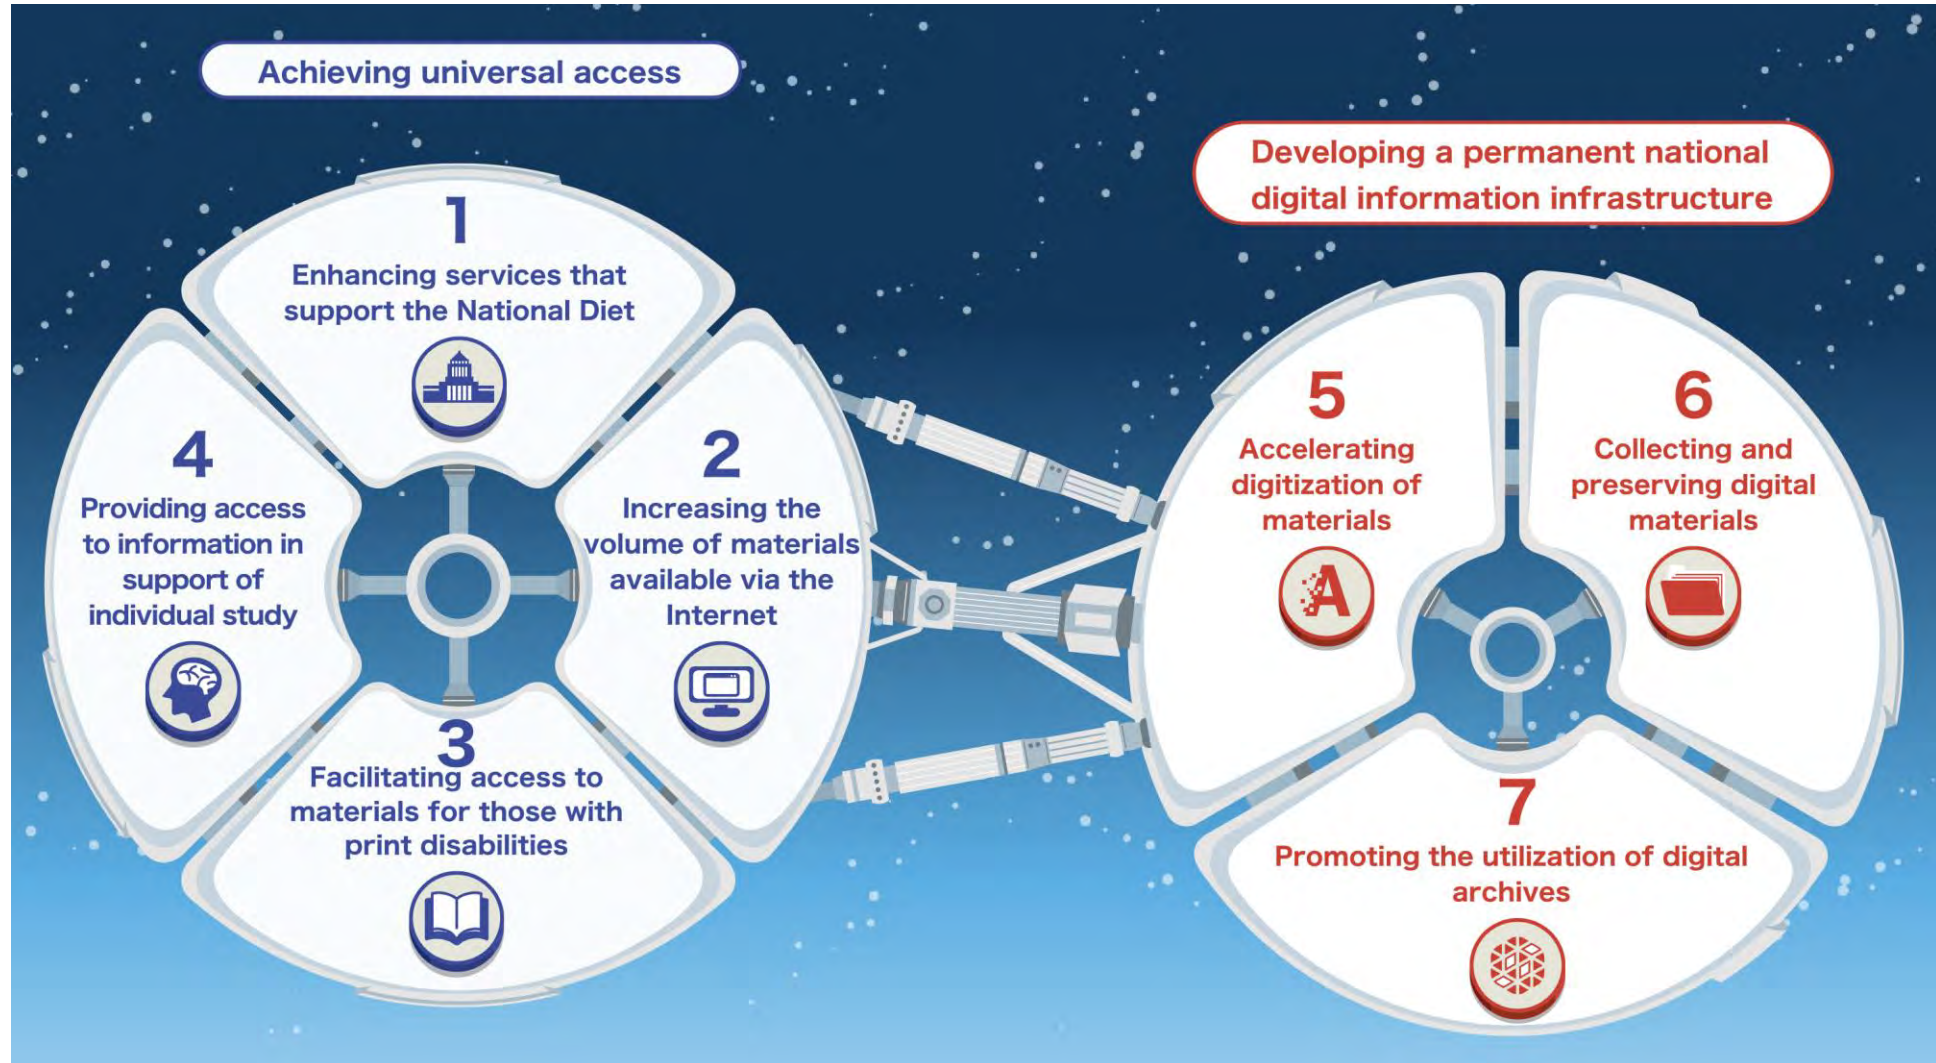 Achieving universal access
1
Enhancing services that
support the National Diet
2
Increasing the
volume of materials
available via the
Internet
3
Facilitating access to
materials for those with
print disabilities
4
Providing access
to information in
support of
individual study
Developing a permanent national
digital information infrastructure
5
Accelerating
digitization of
materials
A
6
Collecting and
preserving digital
materials
7
Promoting the utilization of digital
archives